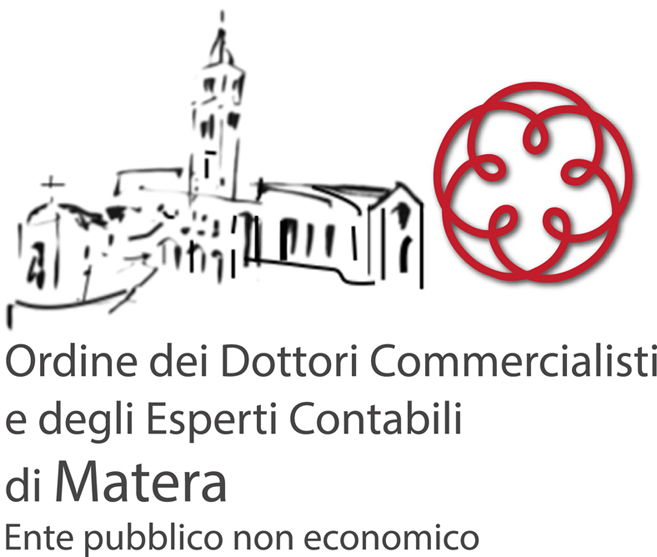 Ordine dei Dottori Commercialisti
e degli Esperti Contabili
di Matera
Ente pubblico non economico